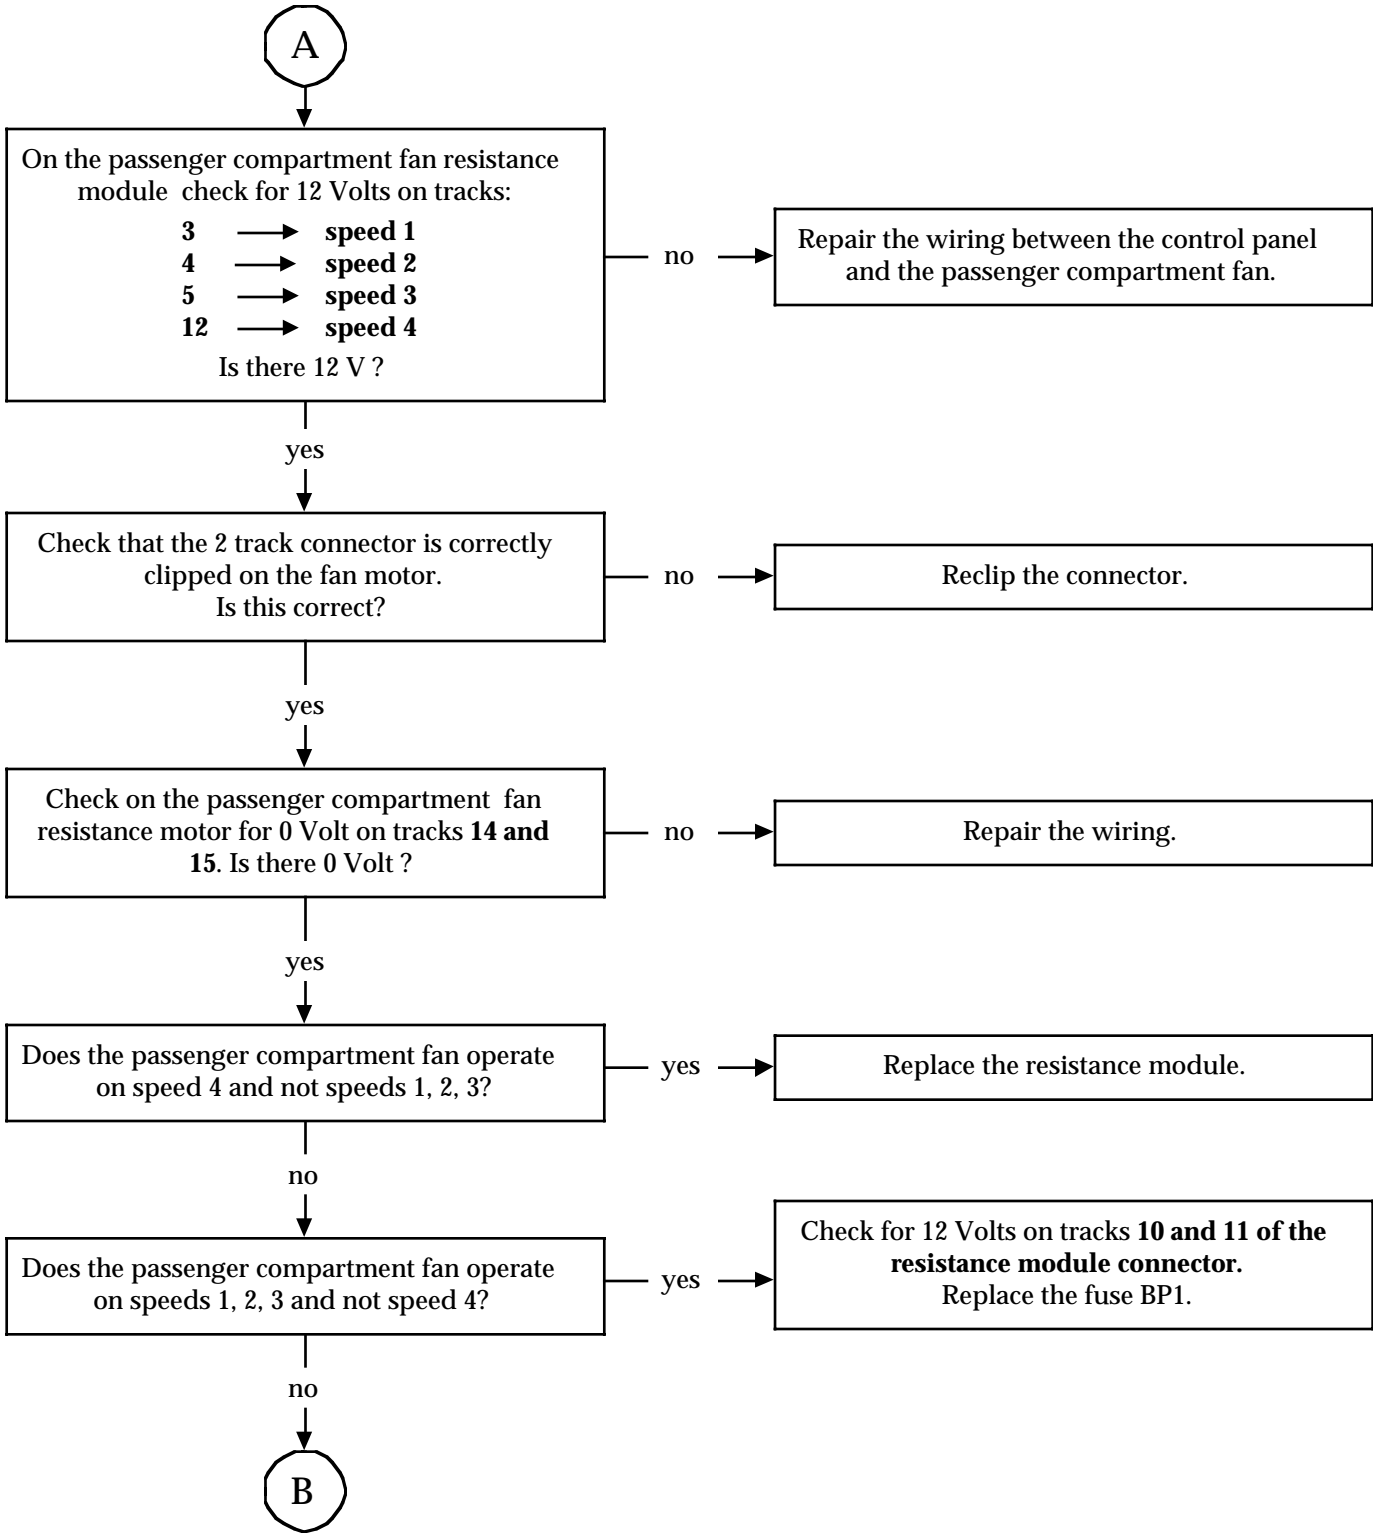 A
On the passenger compartment fan resistance
module check for 12 Volts on tracks:
3 speed 1
4 speed 2
5 speed 3
12 speed 4
Is there 12 V ?
no
Repair the wiring between the control panel
and the passenger compartment fan.
yes
Check that the 2 track connector is correctly
clipped on the fan motor.
Is this correct?
no
Reclip the connector.
yes
Check on the passenger compartment fan
resistance motor for 0 Volt on tracks 14 and
15. Is there 0 Volt ?
no
Repair the wiring.
yes
Does the passenger compartment fan operate
on speed 4 and not speeds 1, 2, 3?
yes
Replace the resistance module.
no
Does the passenger compartment fan operate
on speeds 1, 2, 3 and not speed 4?
yes
Check for 12 Volts on tracks 10 and 11 of the
resistance module connector.
Replace the fuse BP1.
no
B